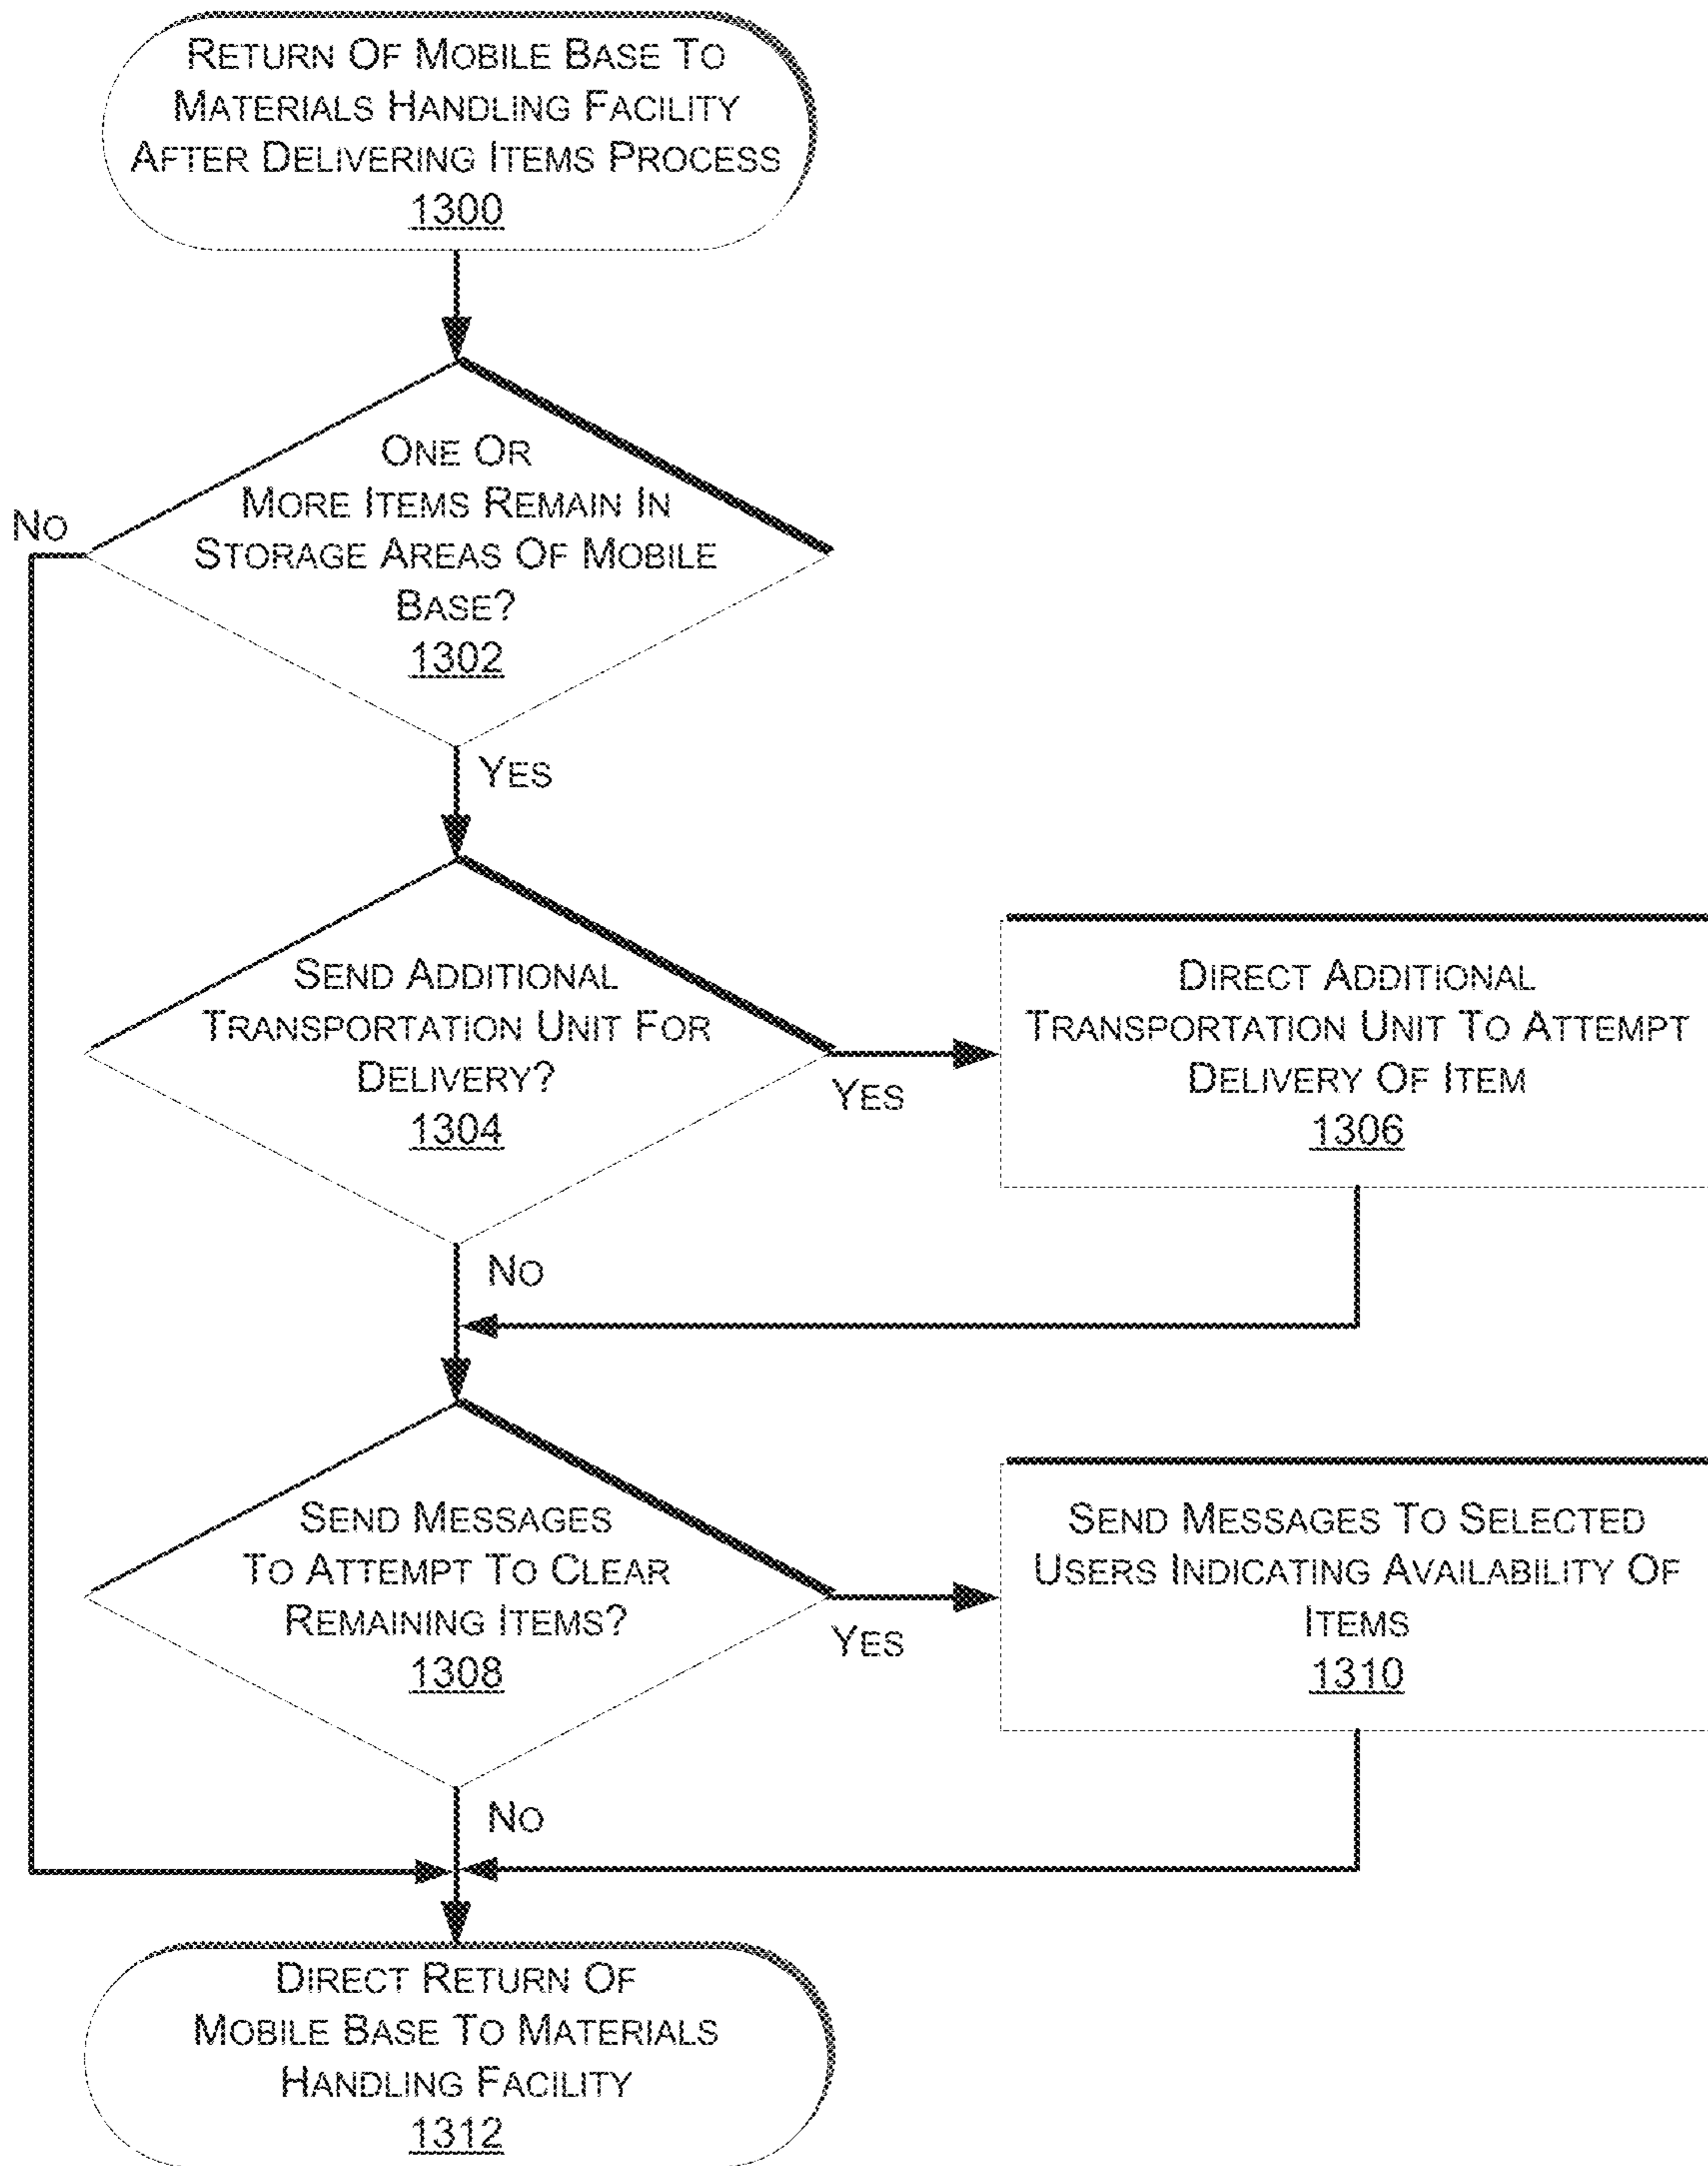 RETURN OF MOBILE BASE TO
MATERIALS HANDLING FACILITY
AFTER DELIVERING ITEMS PROCESS
1300
ONE OR
MORE ITEMS REMAIN IN
STORAGE AREAS OF MOBILE
BASE?
1302
NO
YES
SEND ADDITIONAL
TRANSPORTATION UNIT FOR
DELIVERY?
1304
YES
DIRECT ADDITIONAL
TRANSPORTATION UNIT TO ATTEMPT
DELIVERY OF ITEM
1306
NO
SEND MESSAGES
TO ATTEMPT TO CLEAR
REMAINING ITEMS?
1308
YES
SEND MESSAGES TO SELECTED
USERS INDICATING AVAILABILITY OF
ITEMS
1310
NO
DIRECT RETURN OF
MOBILE BASE TO MATERIALS
HANDLING FACILITY
1312